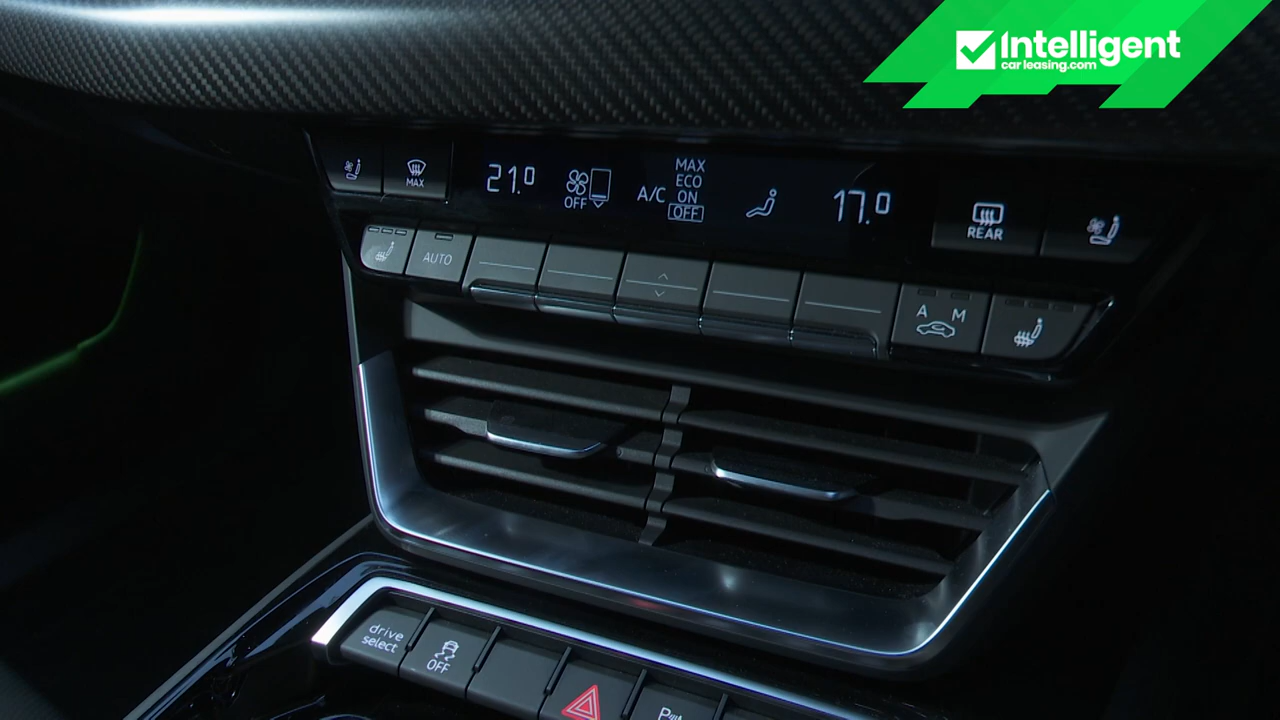 Intelligent
carleasing.com
MAX
21.0
OFF
A/C
MAX
ECO
ON
OFF
17.0
REAR
AUTO
A M
drive
select
OFF
P